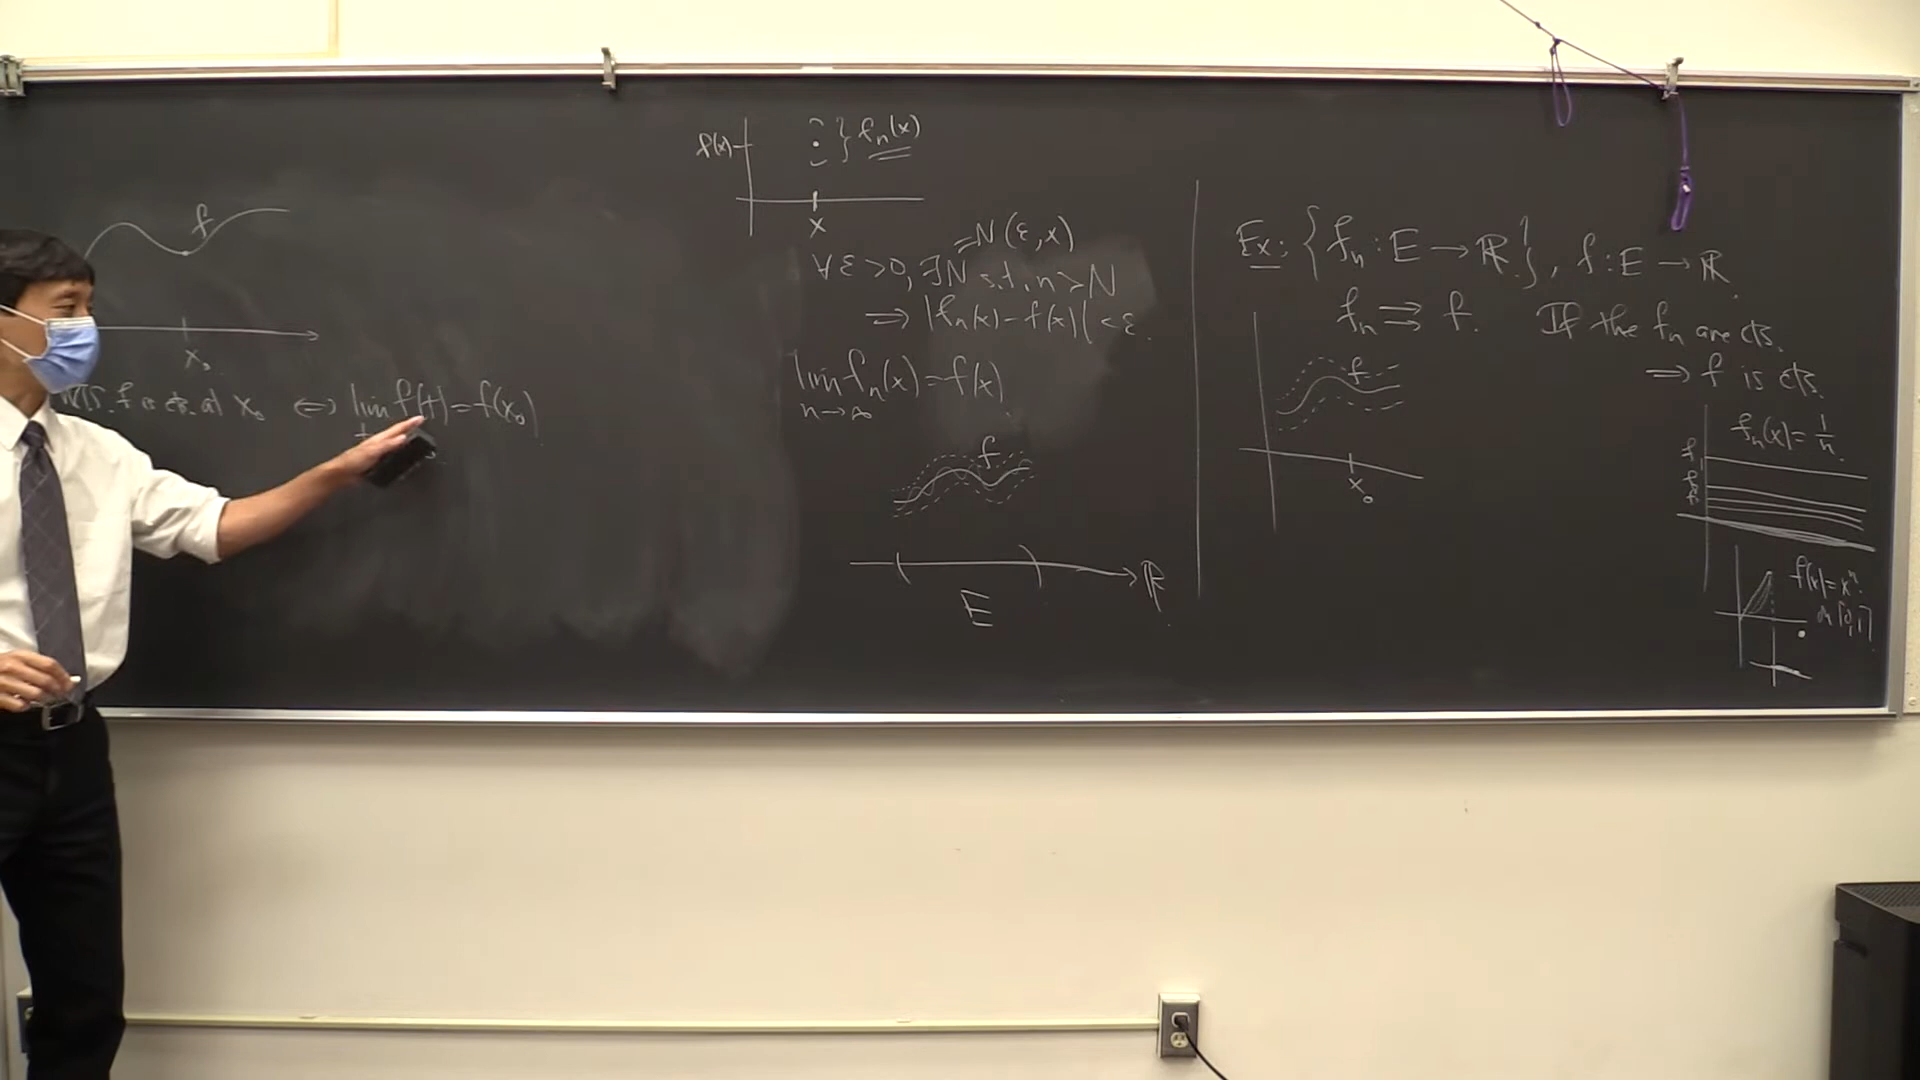 f
x₀
f is cts. at x₀ ⟺ lim f(t) = f(x₀)
f(x) } fₙ(x)
x
= N(ε, x)
∀ε > 0, ∃N s.t. n > N
⟹ |fₙ(x) − f(x)| < ε.
lim fₙ(x) = f(x)
n → ∞
f
E ℝ
Ex: {fₙ : E → ℝ}, f : E → ℝ
fₙ ⇉ f. If the fₙ are cts.
⟹ f is cts.
f
x₀
fₙ(x) = 1/n.
f₁
f(x) = xⁿ
on [0,1]